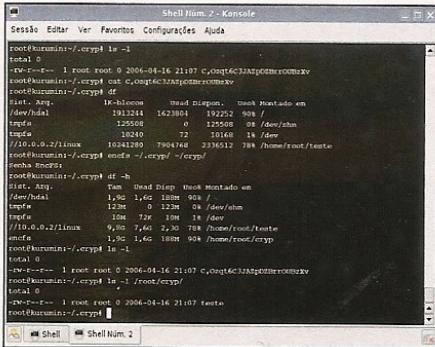 Shell Núm. 2 - Konsole
Sessão Editar Ver Favoritos Configurações Ajuda
root@kurumin:~/.cryp# ls -l
total 0
-rw-r--r-- 1 root root 0 2006-04-16 21:07
root@kurumin:~/.cryp# cat
root@kurumin:~/.cryp# df
Sist. Arq. 1K-blocos Usad Dispon. Uso% Montado em
/dev/hda1 1913244 1623804 192252 90% /
tmpfs 125508 0 125508 0% /dev/shm
tmpfs 10240 72 10168 1% /dev
//10.0.0.2/linux 10241280 7904768 2336512 78% /home/root/teste
root@kurumin:~/.cryp# encfs ~/.cryp/ ~/cryp/
Senha EncFS:
root@kurumin:~/.cryp# df -h
Sist. Arq. Tam Usad Disp Uso% Montado em
/dev/hda1 1,9G 1,6G 188M 90% /
tmpfs 123M 0 123M 0% /dev/shm
tmpfs 10M 72K 10M 1% /dev
//10.0.0.2/linux 9,8G 7,6G 2,3G 78% /home/root/teste
encfs 1,9G 1,6G 188M 90% /home/root/cryp
root@kurumin:~/.cryp# ls -l
total 0
-rw-r--r-- 1 root root 0 2006-04-16 21:07
root@kurumin:~/.cryp# ls -l /root/cryp/
total 0
-rw-r--r-- 1 root root 0 2006-04-16 21:07 teste
root@kurumin:~/.cryp#
Shell Shell Núm. 2